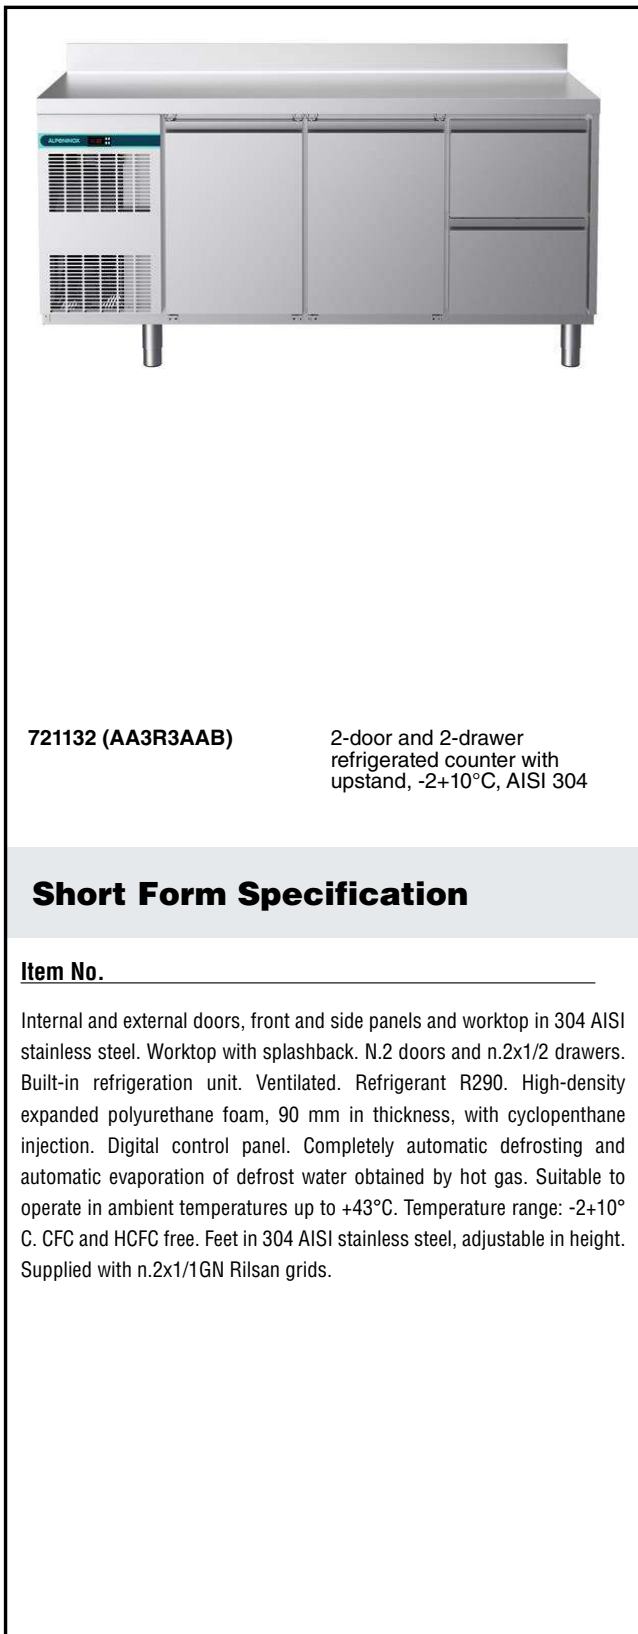 ALPENINOX
721132 (AA3R3AAB)
2-door and 2-drawer
refrigerated counter with
upstand, -2+10°C, AISI 304
Short Form Specification
Item No.
Internal and external doors, front and side panels and worktop in 304 AISI
stainless steel. Worktop with splashback. N.2 doors and n.2x1/2 drawers.
Built-in refrigeration unit. Ventilated. Refrigerant R290. High-density
expanded polyurethane foam, 90 mm in thickness, with cyclopenthane
injection. Digital control panel. Completely automatic defrosting and
automatic evaporation of defrost water obtained by hot gas. Suitable to
operate in ambient temperatures up to +43°C. Temperature range: -2+10°
C. CFC and HCFC free. Feet in 304 AISI stainless steel, adjustable in height.
Supplied with n.2x1/1GN Rilsan grids.